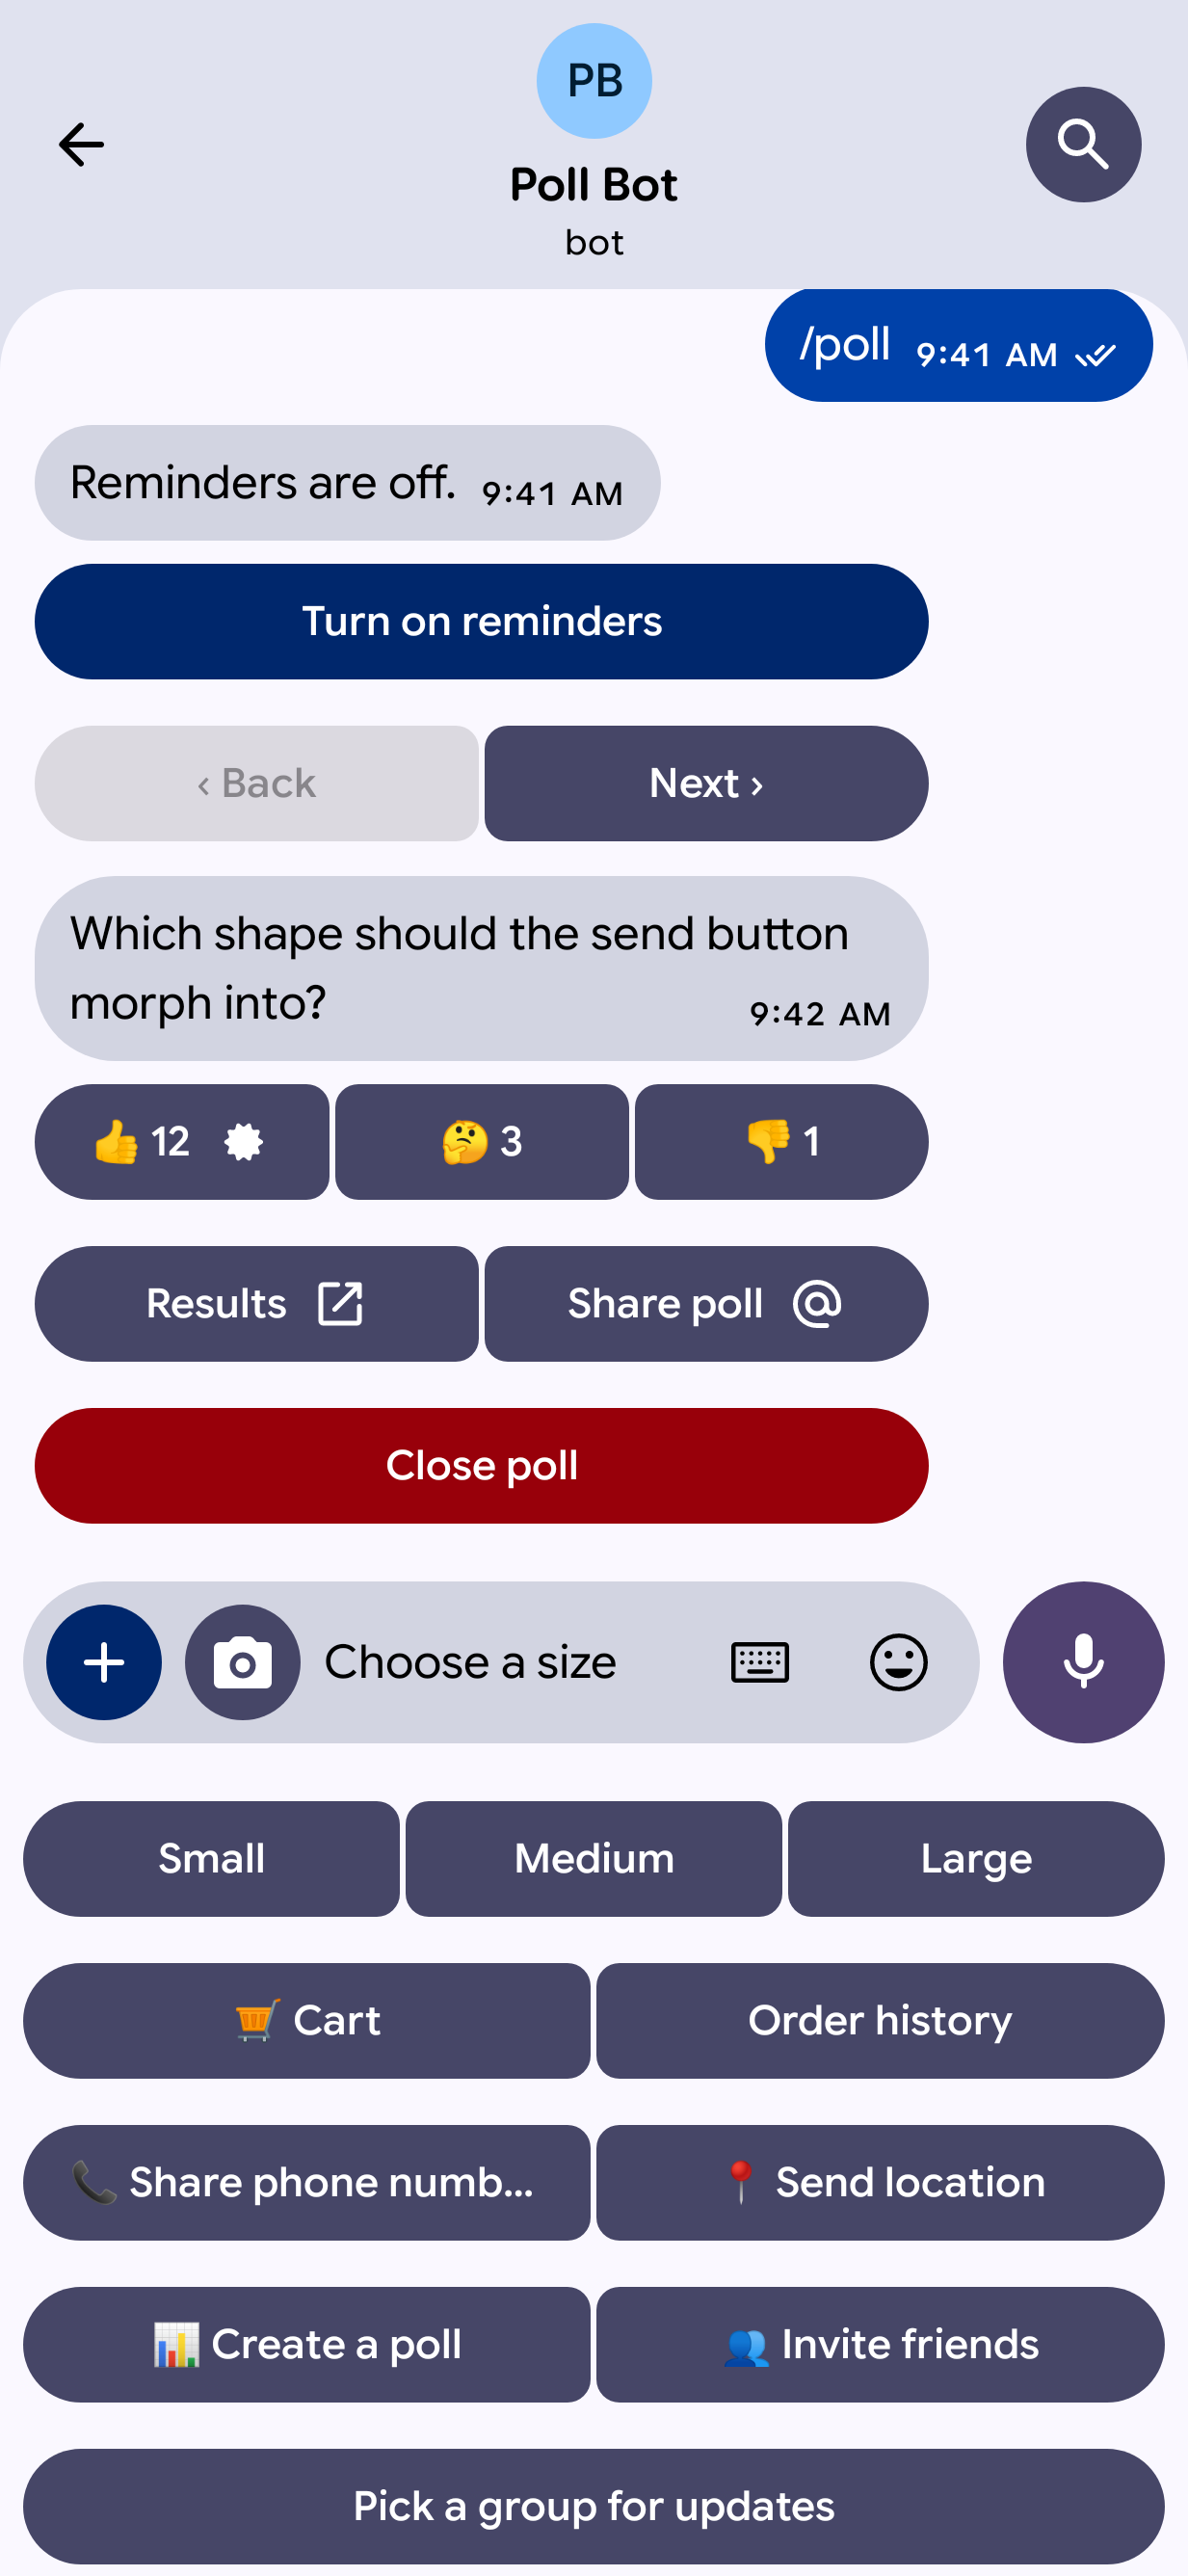 PB
Poll Bot
bot
/poll 9:41 AM
Reminders are off. 9:41 AM
Turn on reminders
‹ Back
Next ›
Which shape should the send button
morph into? 9:42 AM
👍 12
🤔 3
👎 1
Results
Share poll
Close poll
Choose a size
Small
Medium
Large
🛒 Cart
Order history
📞 Share phone numb...
📍 Send location
📊 Create a poll
👥 Invite friends
Pick a group for updates